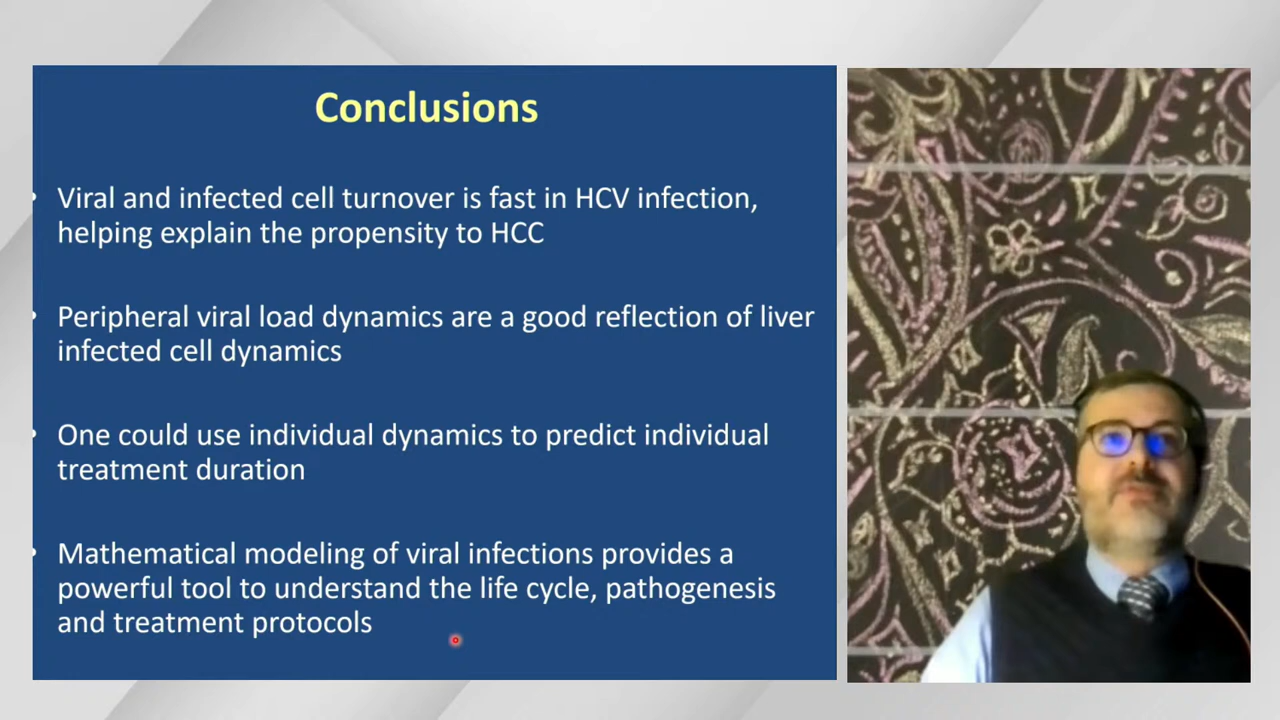 Conclusions
• Viral and infected cell turnover is fast in HCV infection,
helping explain the propensity to HCC
• Peripheral viral load dynamics are a good reflection of liver
infected cell dynamics
• One could use individual dynamics to predict individual
treatment duration
• Mathematical modeling of viral infections provides a
powerful tool to understand the life cycle, pathogenesis
and treatment protocols